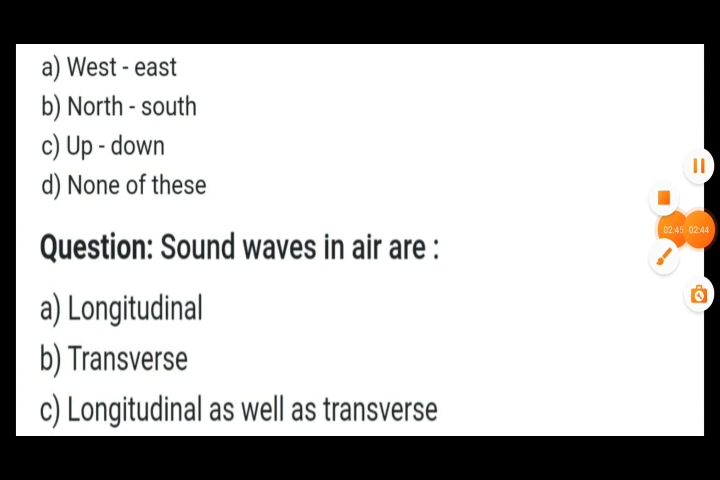 a) West - east
b) North - south
c) Up - down
d) None of these
Question: Sound waves in air are :
a) Longitudinal
b) Transverse
c) Longitudinal as well as transverse
02:45 02:44